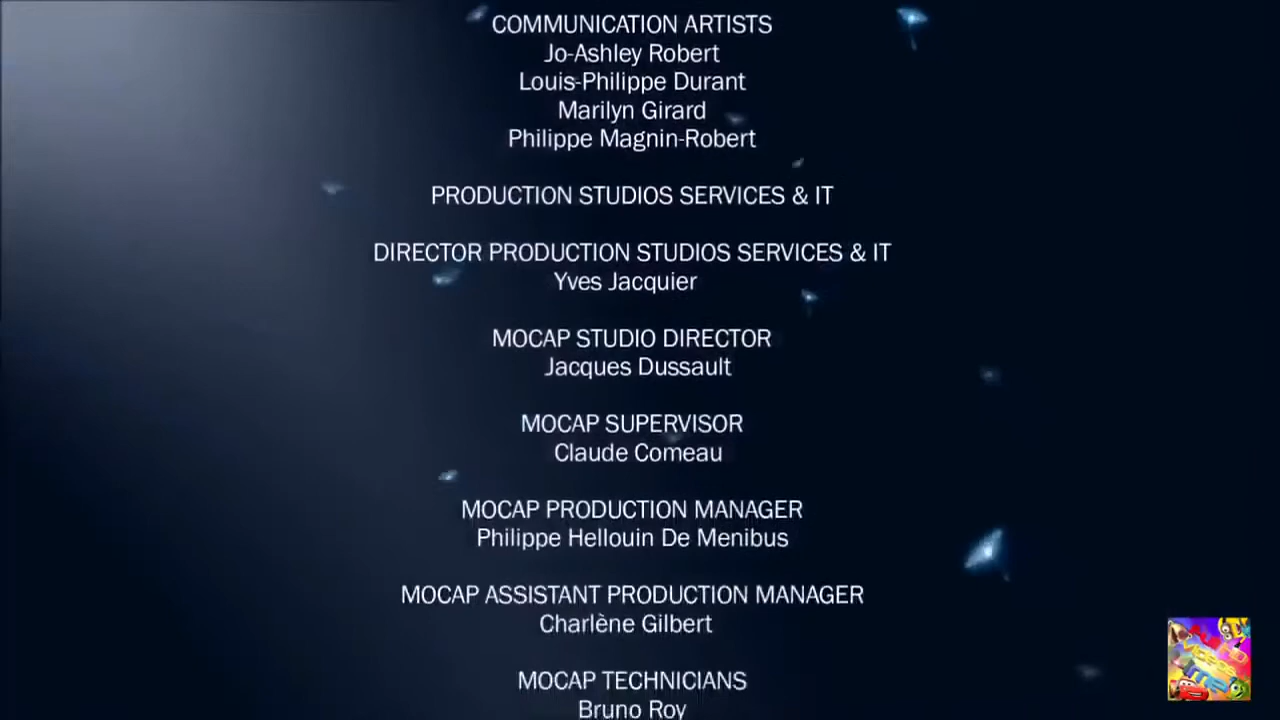 COMMUNICATION ARTISTS
Jo-Ashley Robert
Louis-Philippe Durant
Marilyn Girard
Philippe Magnin-Robert
PRODUCTION STUDIOS SERVICES & IT
DIRECTOR PRODUCTION STUDIOS SERVICES & IT
Yves Jacquier
MOCAP STUDIO DIRECTOR
Jacques Dussault
MOCAP SUPERVISOR
Claude Comeau
MOCAP PRODUCTION MANAGER
Philippe Hellouin De Menibus
MOCAP ASSISTANT PRODUCTION MANAGER
Charlène Gilbert
MOCAP TECHNICIANS
Bruno Roy